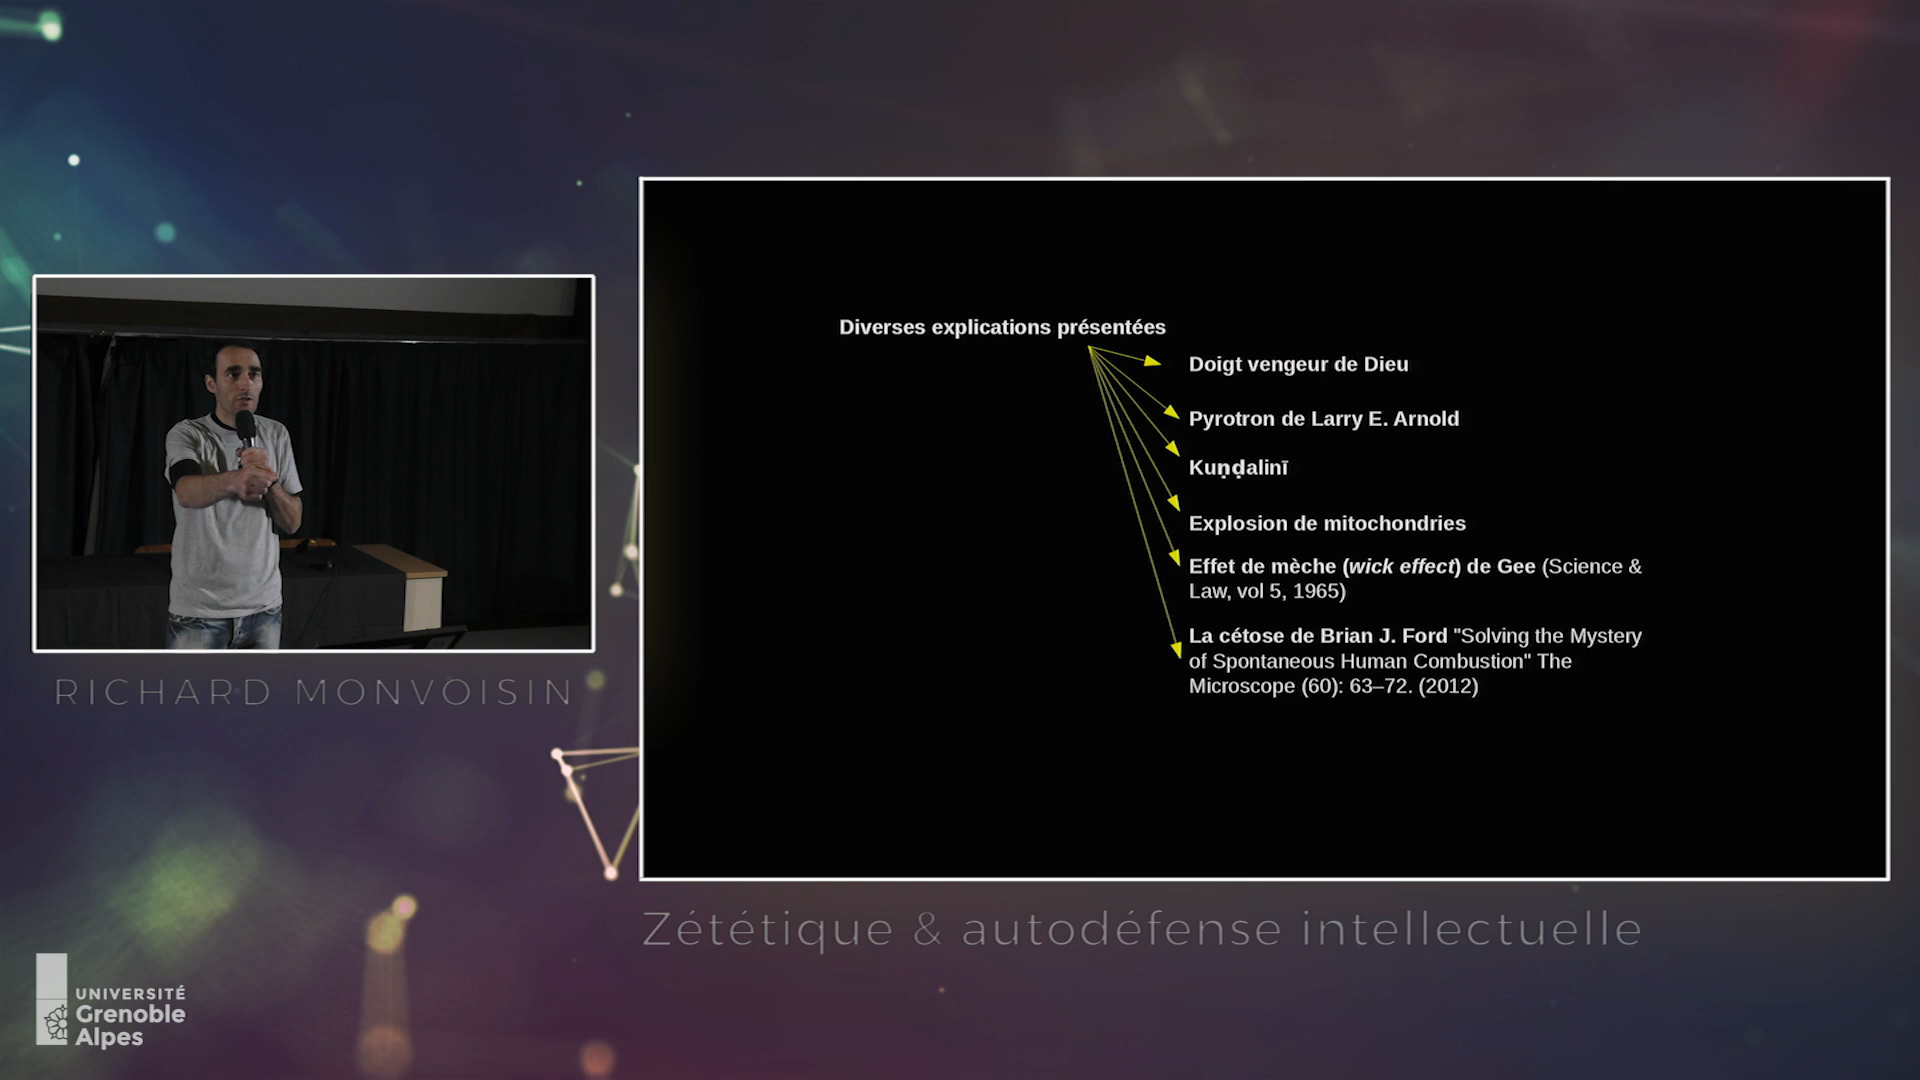 Diverses explications présentées
Doigt vengeur de Dieu
Pyrotron de Larry E. Arnold
Kuṇḍalinī
Explosion de mitochondries
Effet de mèche (wick effect) de Gee (Science &
Law, vol 5, 1965)
La cétose de Brian J. Ford "Solving the Mystery
of Spontaneous Human Combustion" The
Microscope (60): 63–72. (2012)
RICHARD MONVOISIN
Zététique & autodéfense intellectuelle
UNIVERSITÉ
Grenoble
Alpes